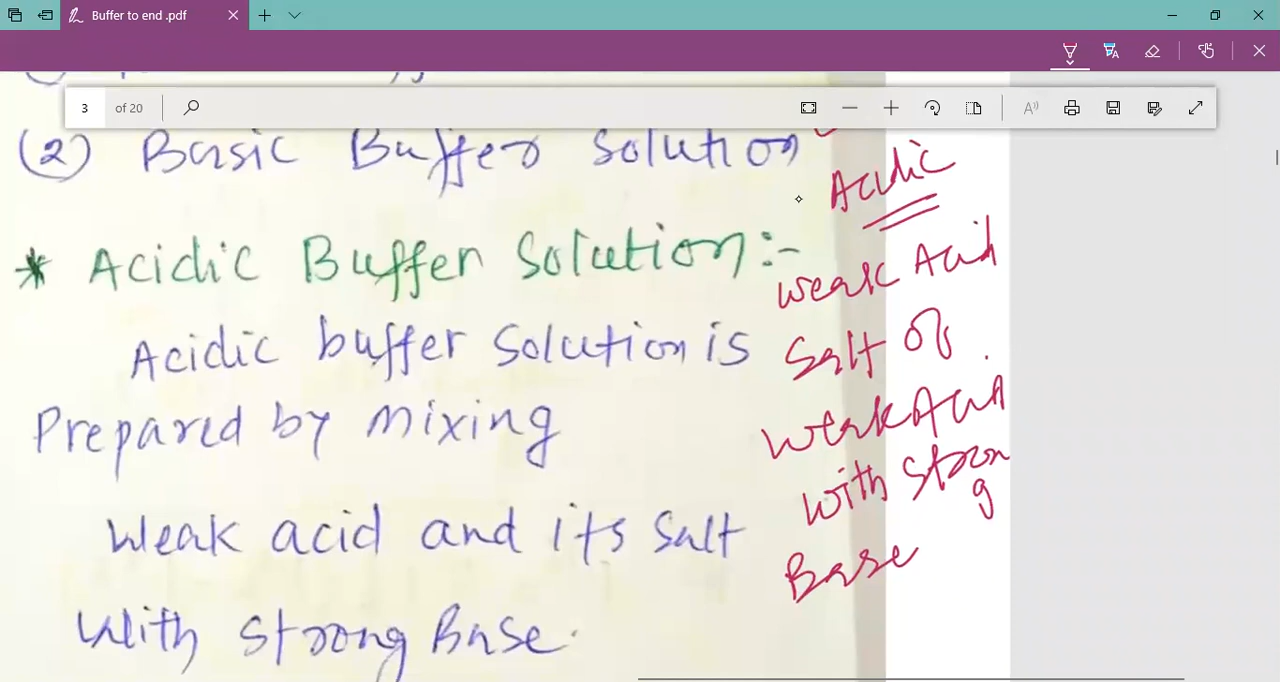 Buffer to end .pdf
3 of 20
(2) Basic Buffer Solution
* Acidic Buffer Solution:-
Acidic buffer solution is
Prepared by mixing
Weak acid and its salt
with strong Base.
Acidic
weak Acid
Salt of
weak Acid
with Stron
g
Base